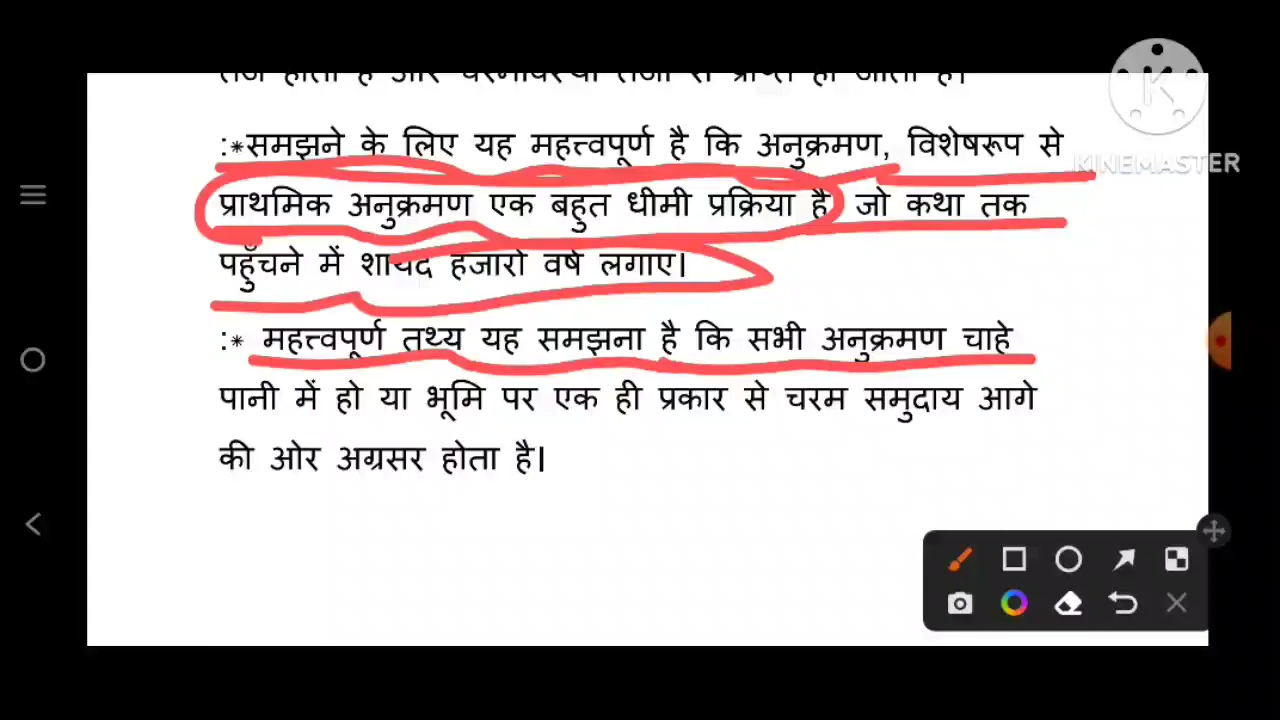 :*समझने के लिए यह महत्त्वपूर्ण है कि अनुक्रमण, विशेषरूप से
KINEMASTER
प्राथमिक अनुक्रमण एक बहुत धीमी प्रक्रिया है जो कथा तक
पहुँचने में शायद हजारो वर्ष लगाए।
:* महत्त्वपूर्ण तथ्य यह समझना है कि सभी अनुक्रमण चाहे
पानी में हो या भूमि पर एक ही प्रकार से चरम समुदाय आगे
की ओर अग्रसर होता है।